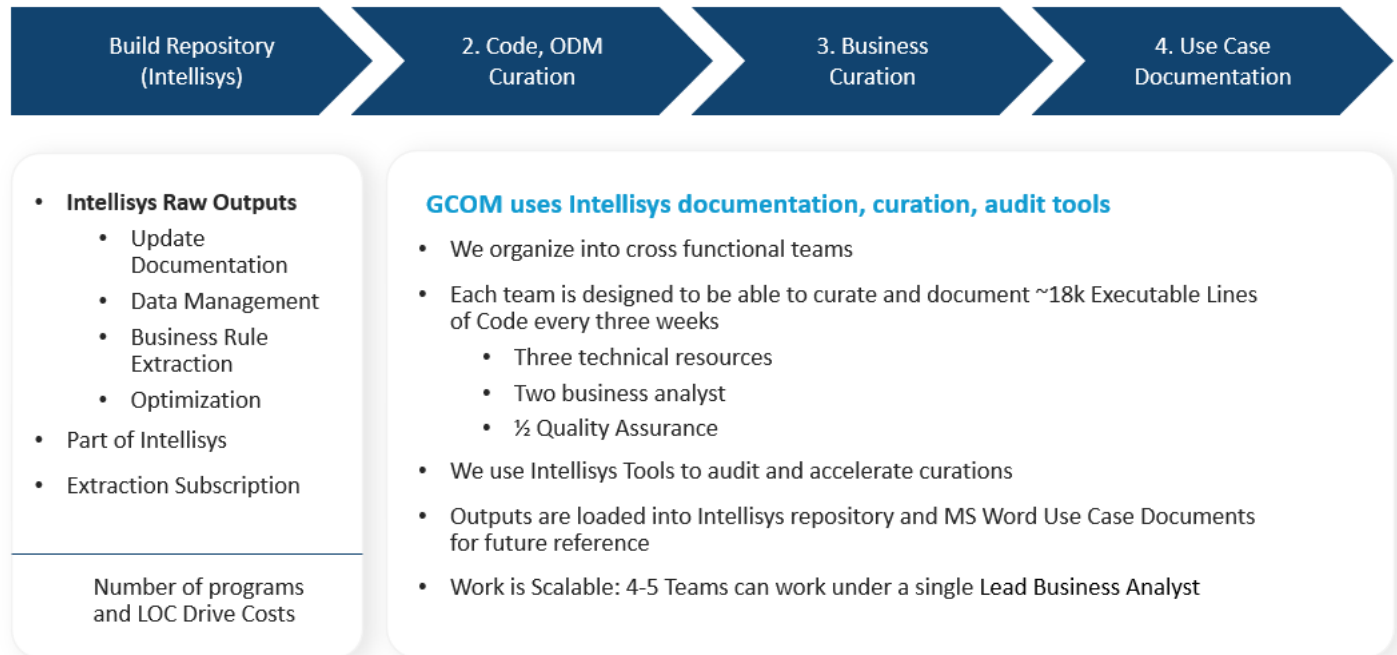 Build Repository
(Intellisys)
2. Code, ODM
Curation
3. Business
Curation
4. Use Case
Documentation
• Intellisys Raw Outputs
• Update
Documentation
• Data Management
• Business Rule
Extraction
• Optimization
• Part of Intellisys
• Extraction Subscription
Number of programs
and LOC Drive Costs
GCOM uses Intellisys documentation, curation, audit tools
• We organize into cross functional teams
• Each team is designed to be able to curate and document ~18k Executable Lines
of Code every three weeks
• Three technical resources
• Two business analyst
• ½ Quality Assurance
• We use Intellisys Tools to audit and accelerate curations
• Outputs are loaded into Intellisys repository and MS Word Use Case Documents
for future reference
• Work is Scalable: 4-5 Teams can work under a single Lead Business Analyst